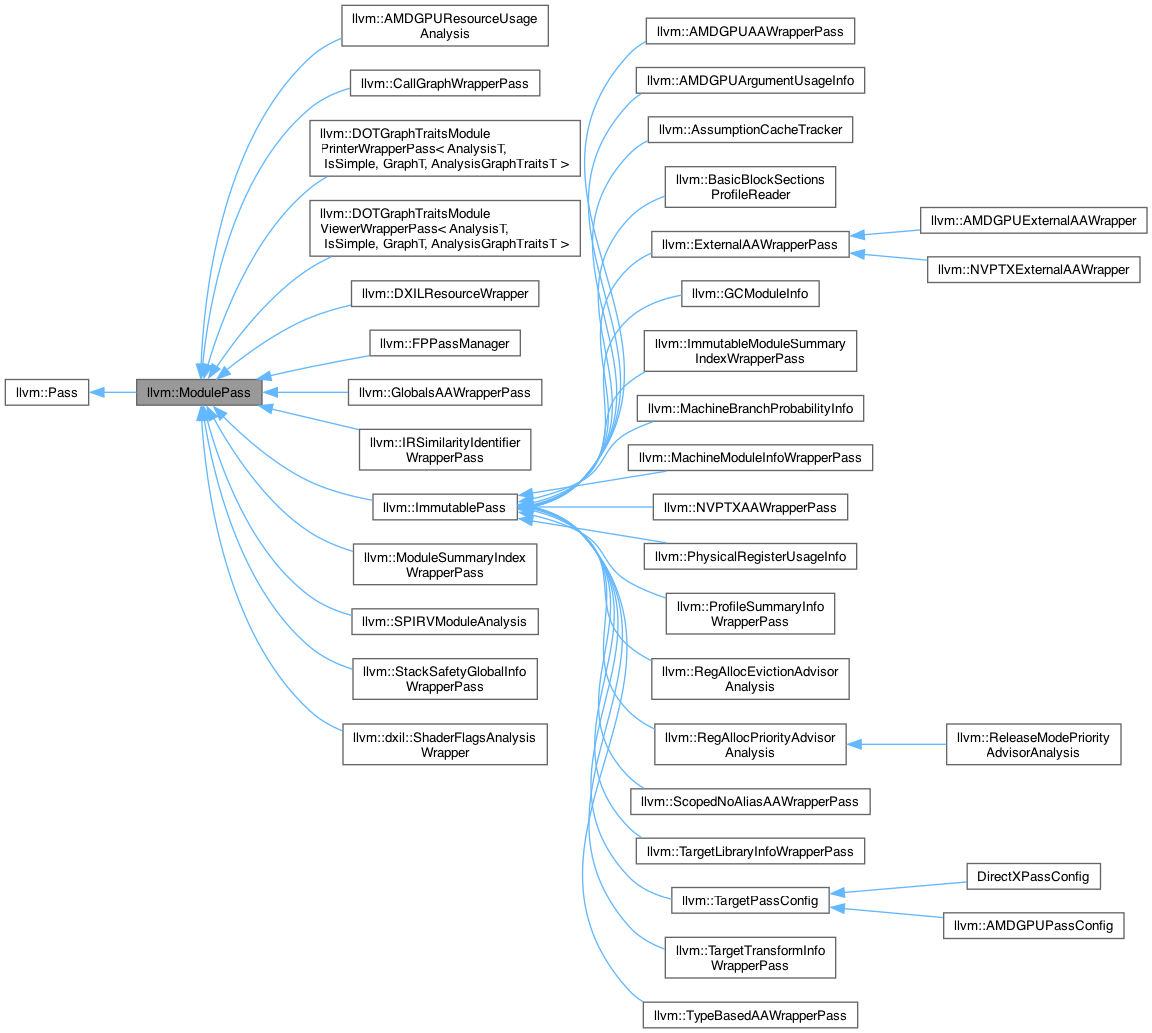 llvm::Pass
llvm::ModulePass
llvm::AMDGPUResourceUsage
Analysis
llvm::CallGraphWrapperPass
llvm::DOTGraphTraitsModule
PrinterWrapperPass< AnalysisT,
IsSimple, GraphT, AnalysisGraphTraitsT >
llvm::DOTGraphTraitsModule
ViewerWrapperPass< AnalysisT,
IsSimple, GraphT, AnalysisGraphTraitsT >
llvm::DXILResourceWrapper
llvm::FPPassManager
llvm::GlobalsAAWrapperPass
llvm::IRSimilarityIdentifier
WrapperPass
llvm::ImmutablePass
llvm::ModuleSummaryIndex
WrapperPass
llvm::SPIRVModuleAnalysis
llvm::StackSafetyGlobalInfo
WrapperPass
llvm::dxil::ShaderFlagsAnalysis
Wrapper
llvm::AMDGPUAAWrapperPass
llvm::AMDGPUArgumentUsageInfo
llvm::AssumptionCacheTracker
llvm::BasicBlockSections
ProfileReader
llvm::ExternalAAWrapperPass
llvm::GCModuleInfo
llvm::ImmutableModuleSummary
IndexWrapperPass
llvm::MachineBranchProbabilityInfo
llvm::MachineModuleInfoWrapperPass
llvm::NVPTXAAWrapperPass
llvm::PhysicalRegisterUsageInfo
llvm::ProfileSummaryInfo
WrapperPass
llvm::RegAllocEvictionAdvisor
Analysis
llvm::RegAllocPriorityAdvisor
Analysis
llvm::ScopedNoAliasAAWrapperPass
llvm::TargetLibraryInfoWrapperPass
llvm::TargetPassConfig
llvm::TargetTransformInfo
WrapperPass
llvm::TypeBasedAAWrapperPass
llvm::AMDGPUExternalAAWrapper
llvm::NVPTXExternalAAWrapper
llvm::ReleaseModePriority
AdvisorAnalysis
DirectXPassConfig
llvm::AMDGPUPassConfig